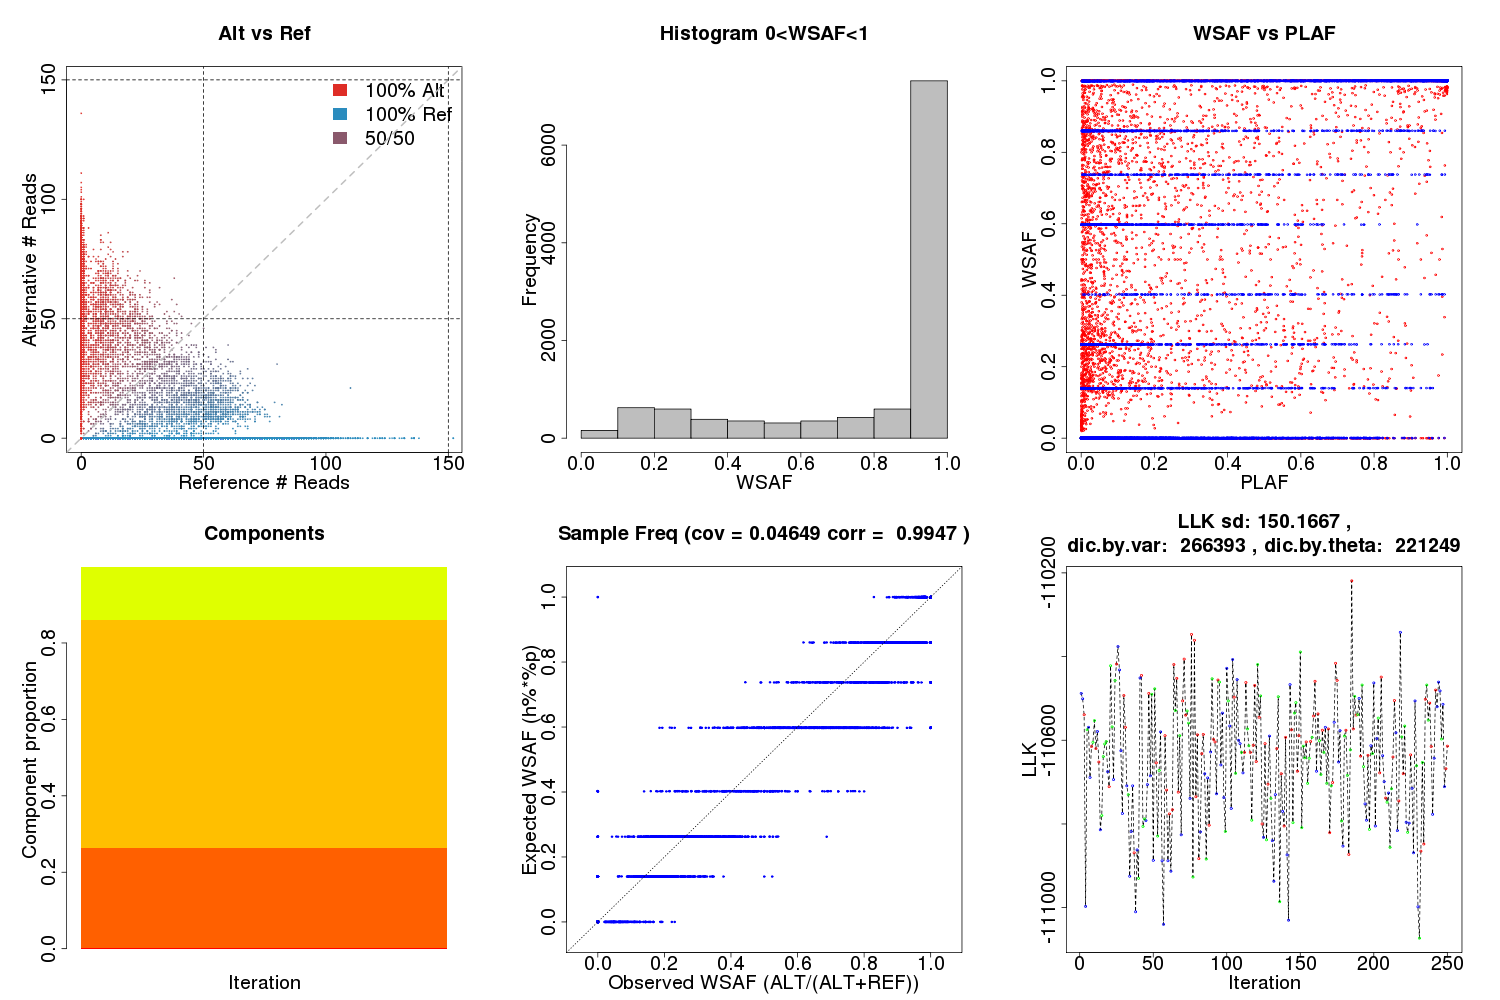 Alt vs Ref
150
100
50
0
Alternative # Reads
100% Alt
100% Ref
50/50
0
50
100
150
Reference # Reads
Histogram 0<WSAF<1
6000
4000
2000
0
Frequency
0.0
0.2
0.4
0.6
0.8
1.0
WSAF
WSAF vs PLAF
1.0
0.8
0.6
0.4
0.2
0.0
WSAF
0.0
0.2
0.4
0.6
0.8
1.0
PLAF
Components
0.8
0.6
0.4
0.2
0.0
Component proportion
Iteration
Sample Freq (cov = 0.04649 corr =  0.9947 )
1.0
0.8
0.6
0.4
0.2
0.0
Expected WSAF (h%*%p)
0.0
0.2
0.4
0.6
0.8
1.0
Observed WSAF (ALT/(ALT+REF))
LLK sd: 150.1667 ,
dic.by.var:  266393 , dic.by.theta:  221249
-110200
-110600
-111000
LLK
0
50
100
150
200
250
Iteration